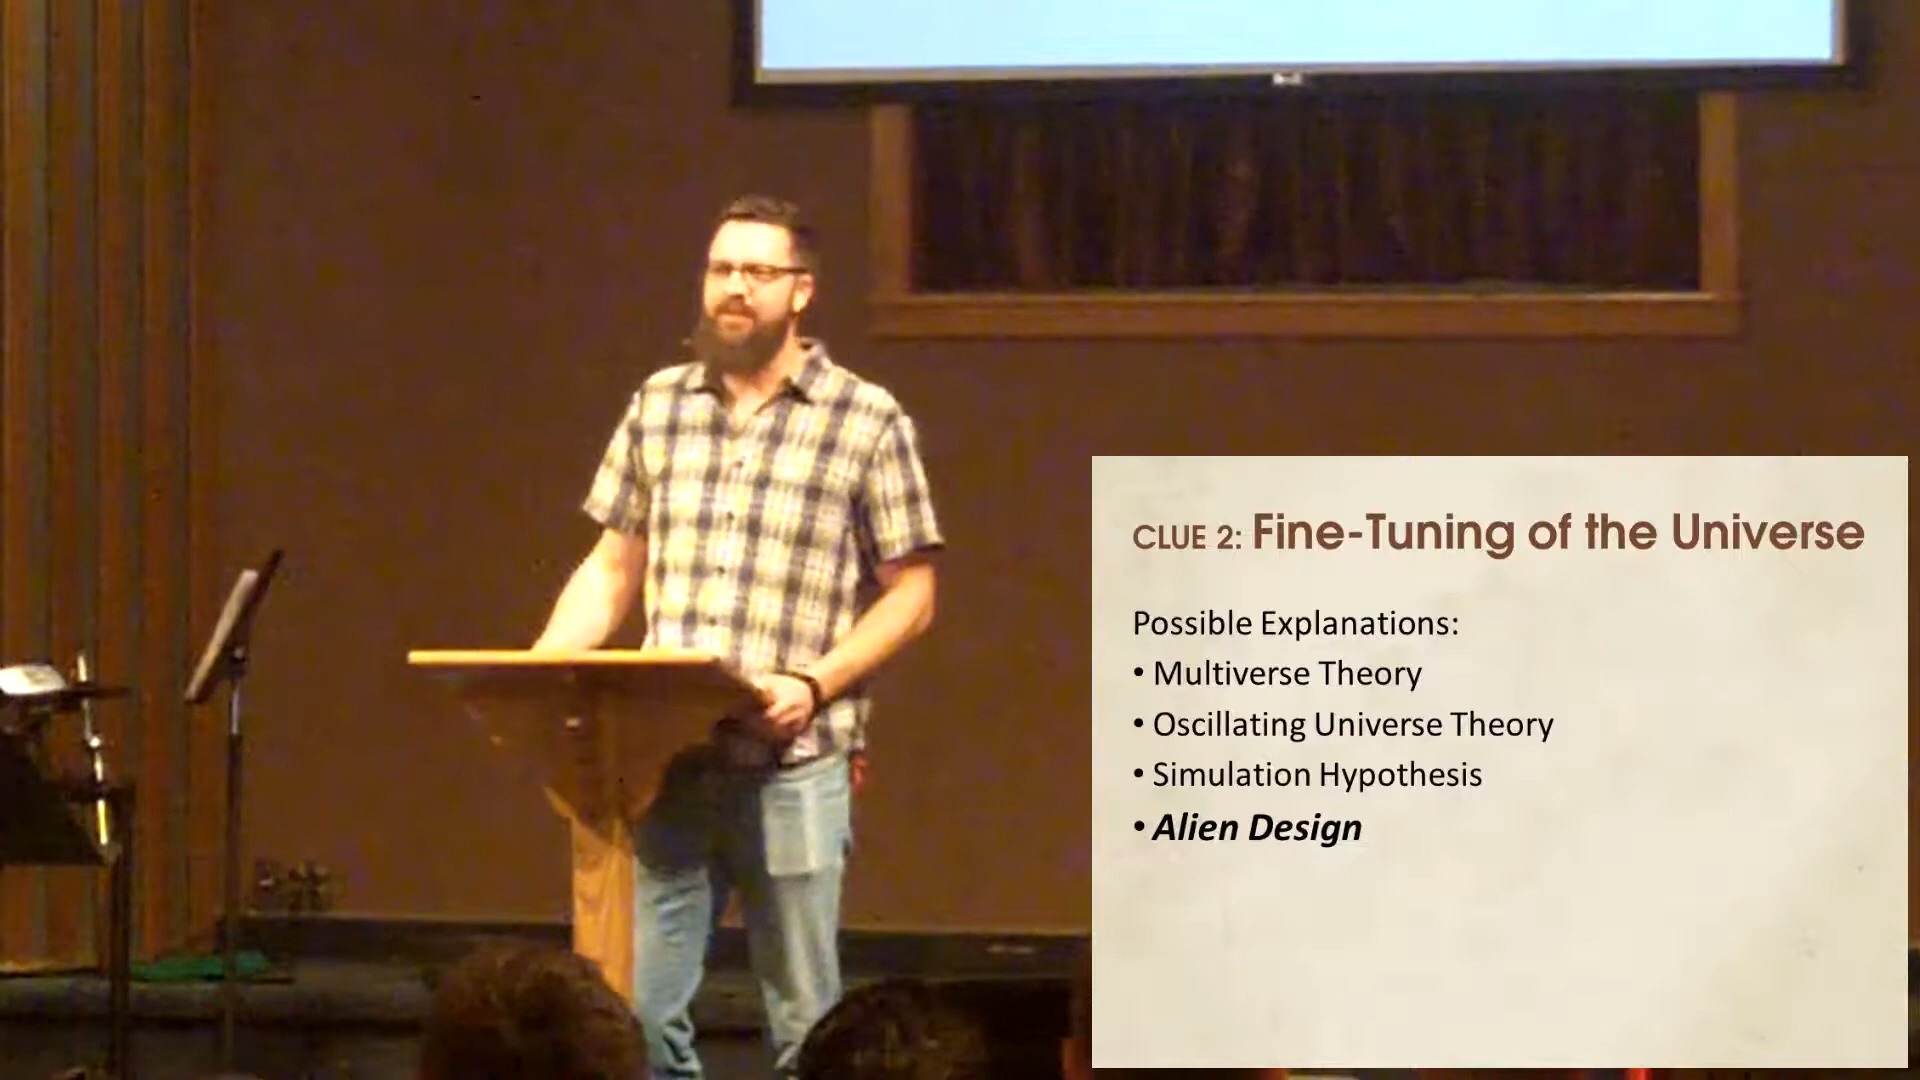 CLUE 2: Fine-Tuning of the Universe
Possible Explanations:
• Multiverse Theory
• Oscillating Universe Theory
• Simulation Hypothesis
• Alien Design